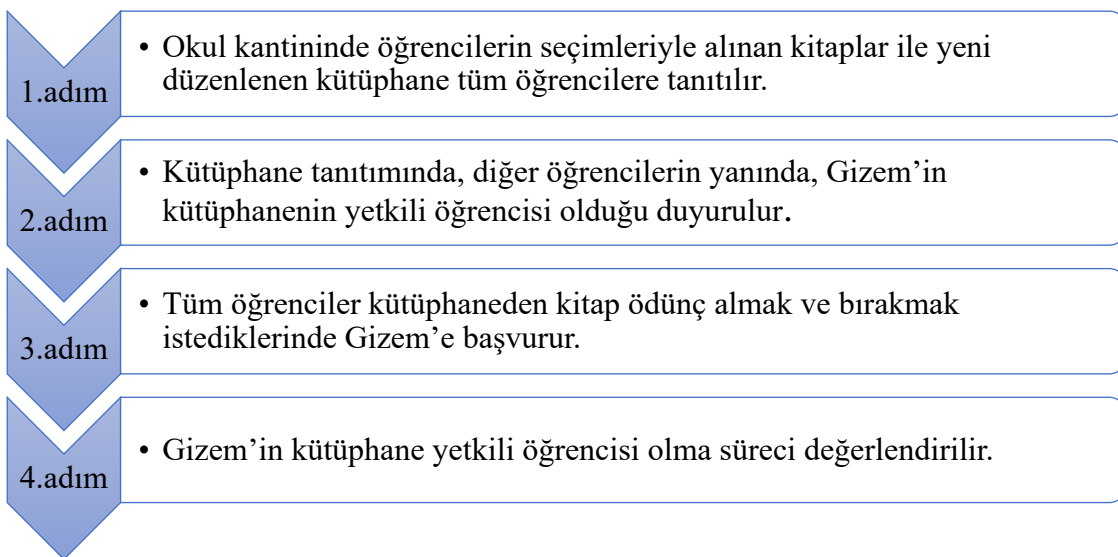 1.adım
• Okul kantininde öğrencilerin seçimleriyle alınan kitaplar ile yeni
düzenlenen kütüphane tüm öğrencilere tanıtılır.
2.adım
• Kütüphane tanıtımında, diğer öğrencilerin yanında, Gizem’in
kütüphanenin yetkili öğrencisi olduğu duyurulur.
3.adım
• Tüm öğrenciler kütüphaneden kitap ödünç almak ve bırakmak
istediklerinde Gizem’e başvurur.
4.adım
• Gizem’in kütüphane yetkili öğrencisi olma süreci değerlendirilir.